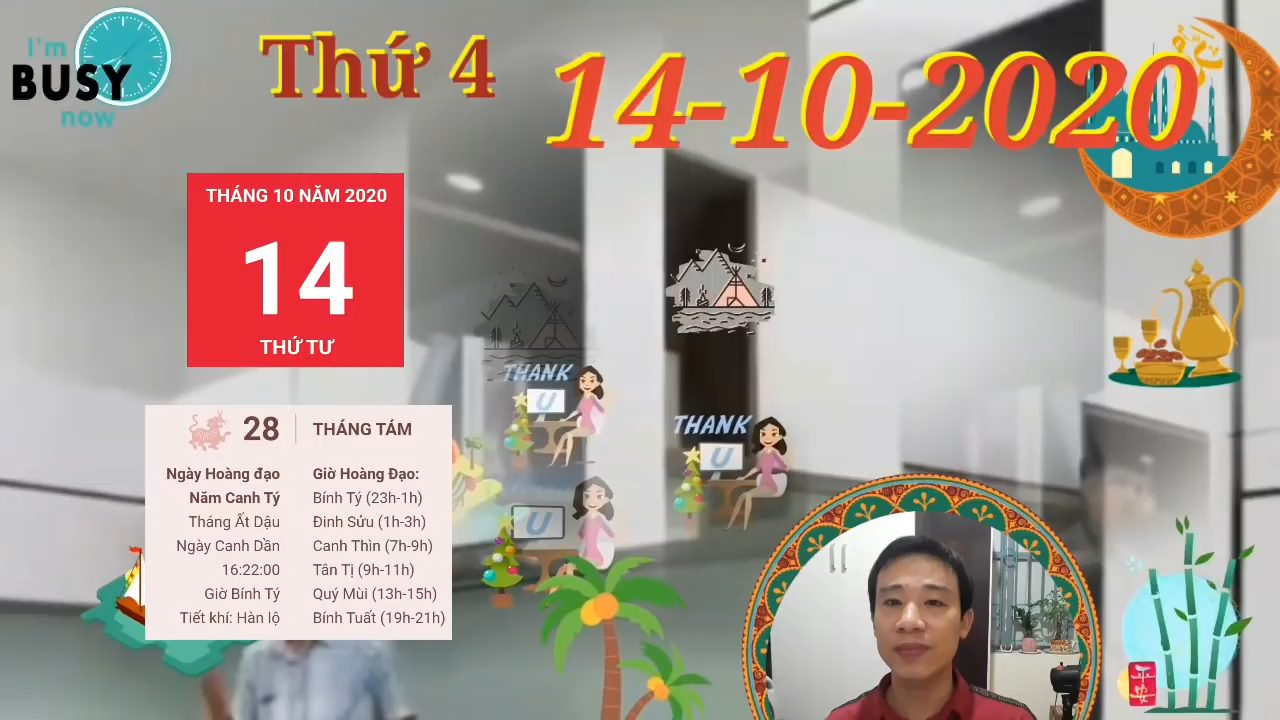 I'm
BUSY
now
Thứ 4
14-10-2020
THÁNG 10 NĂM 2020
14
THỨ TƯ
28
THÁNG TÁM
Ngày Hoàng đạo
Năm Canh Tý
Tháng Ất Dậu
Ngày Canh Dần
16:22:00
Giờ Bính Tý
Tiết khí: Hàn lộ
Giờ Hoàng Đạo:
Bính Tý (23h-1h)
Đinh Sửu (1h-3h)
Canh Thìn (7h-9h)
Tân Tị (9h-11h)
Quý Mùi (13h-15h)
Bính Tuất (19h-21h)
THANK
U
THANK
U
U
平安